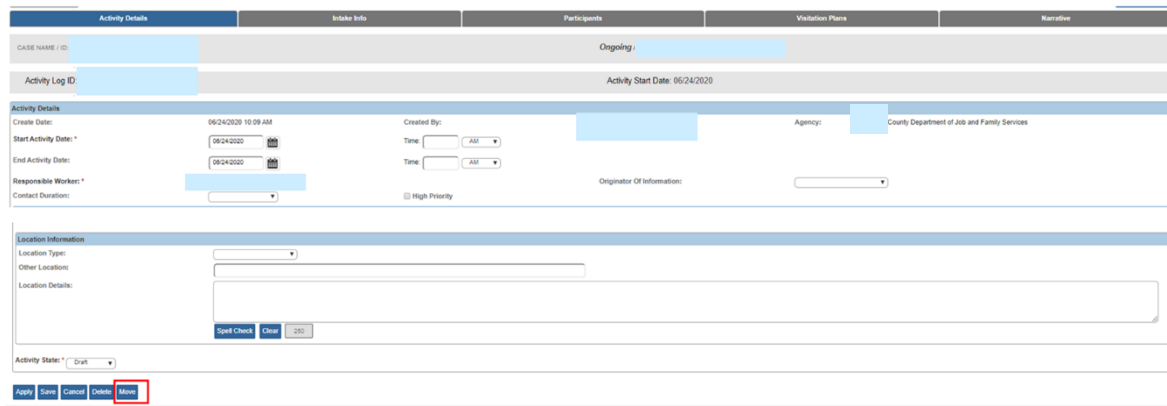 Activity Details Intake Info Participants Visitation Plans Narrative
CASE NAME / ID: Ongoing /
Activity Log ID: Activity Start Date: 06/24/2020
Activity Details
Create Date: 06/24/2020 10:09 AM Created By: Agency: County Department of Job and Family Services
Start Activity Date: * 06/24/2020 Time: AM
End Activity Date: 06/24/2020 Time: AM
Responsible Worker: * Originator Of Information:
Contact Duration: High Priority
Location Information
Location Type:
Other Location:
Location Details:
Spell Check Clear 250
Activity State: * Draft
Apply Save Cancel Delete Move